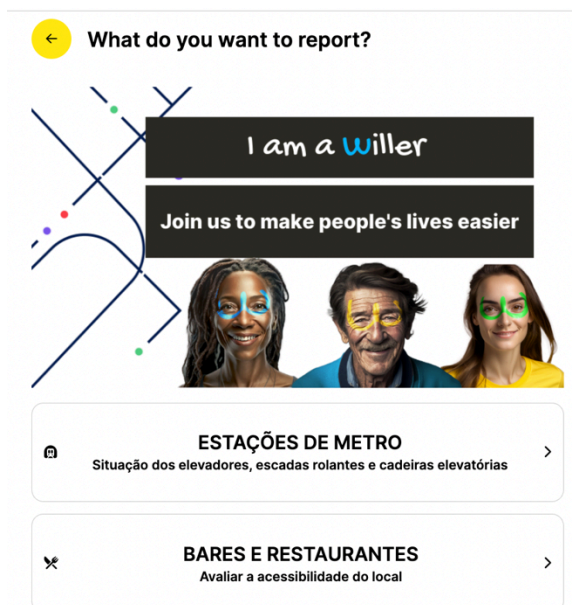 What do you want to report?
I am a willer
Join us to make people's lives easier
ESTAÇÕES DE METRO
Situação dos elevadores, escadas rolantes e cadeiras elevatórias
BARES E RESTAURANTES
Avaliar a acessibilidade do local